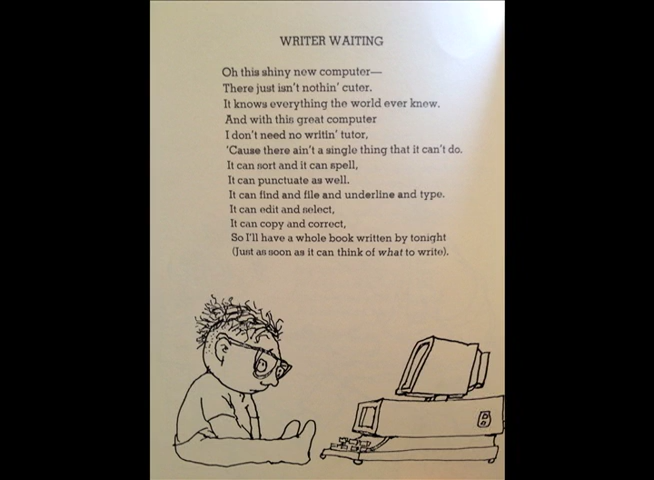 WRITER WAITING
Oh this shiny new computer—
There just isn't nothin' cuter.
It knows everything the world ever knew.
And with this great computer
I don't need no writin' tutor,
'Cause there ain't a single thing that it can't do.
It can sort and it can spell,
It can punctuate as well.
It can find and file and underline and type.
It can edit and select,
It can copy and correct,
So I'll have a whole book written by tonight
(Just as soon as it can think of what to write).